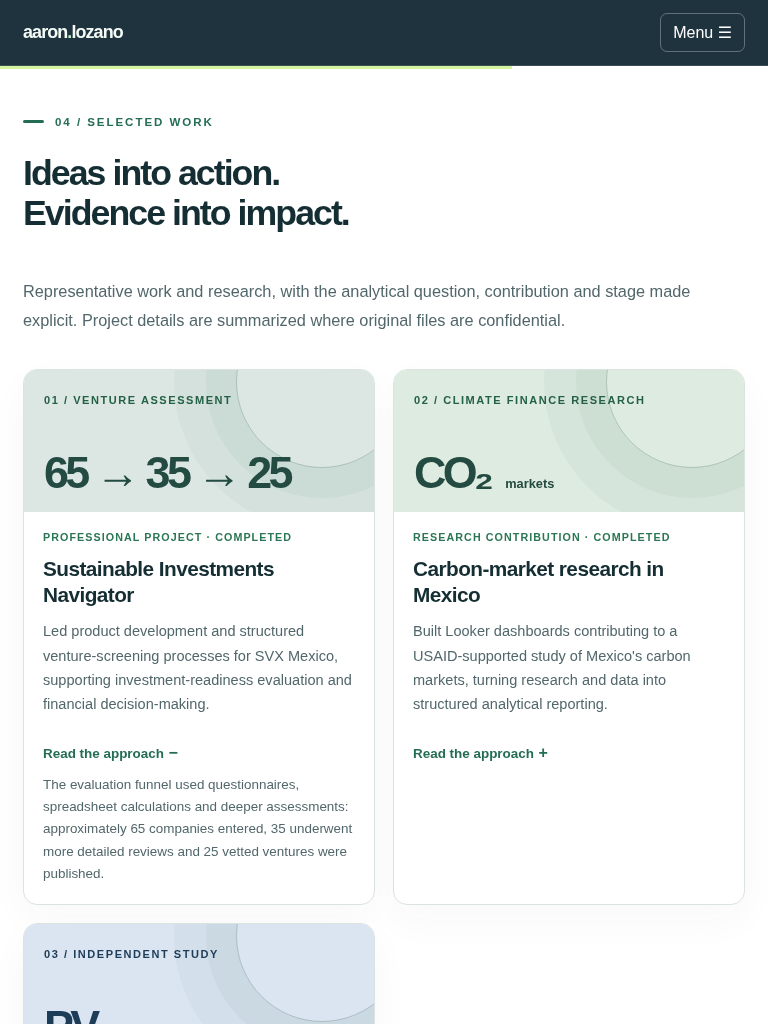 aaron.lozano
Menu ☰
04 / SELECTED WORK
Ideas into action.
Evidence into impact.
Representative work and research, with the analytical question, contribution and stage made
explicit. Project details are summarized where original files are confidential.
01 / VENTURE ASSESSMENT
65 → 35 → 25
PROFESSIONAL PROJECT · COMPLETED
Sustainable Investments
Navigator
Led product development and structured
venture-screening processes for SVX Mexico,
supporting investment-readiness evaluation and
financial decision-making.
Read the approach −
The evaluation funnel used questionnaires,
spreadsheet calculations and deeper assessments:
approximately 65 companies entered, 35 underwent
more detailed reviews and 25 vetted ventures were
published.
02 / CLIMATE FINANCE RESEARCH
CO₂ markets
RESEARCH CONTRIBUTION · COMPLETED
Carbon-market research in
Mexico
Built Looker dashboards contributing to a
USAID-supported study of Mexico's carbon
markets, turning research and data into
structured analytical reporting.
Read the approach +
03 / INDEPENDENT STUDY
PV